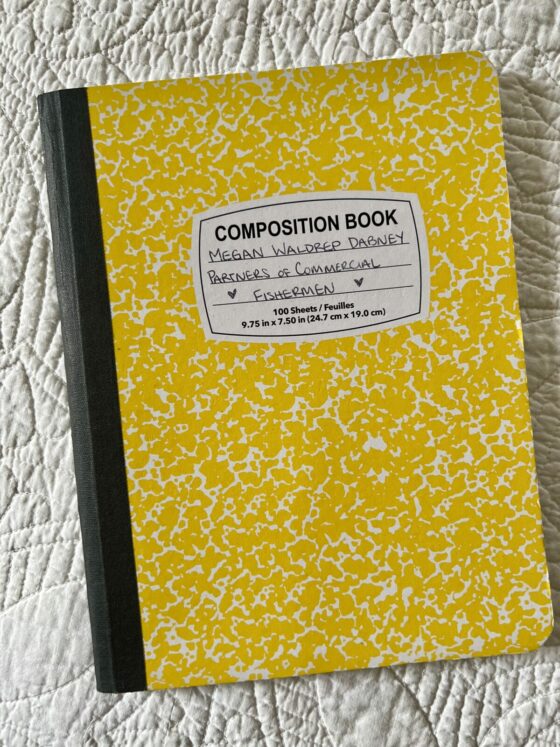 COMPOSITION BOOK
MEGAN WALDREP DABNEY
PARTNERS OF COMMERCIAL
♥ FISHERMEN ♥
100 Sheets / Feuilles
9.75 in x 7.50 in (24.7 cm x 19.0 cm)